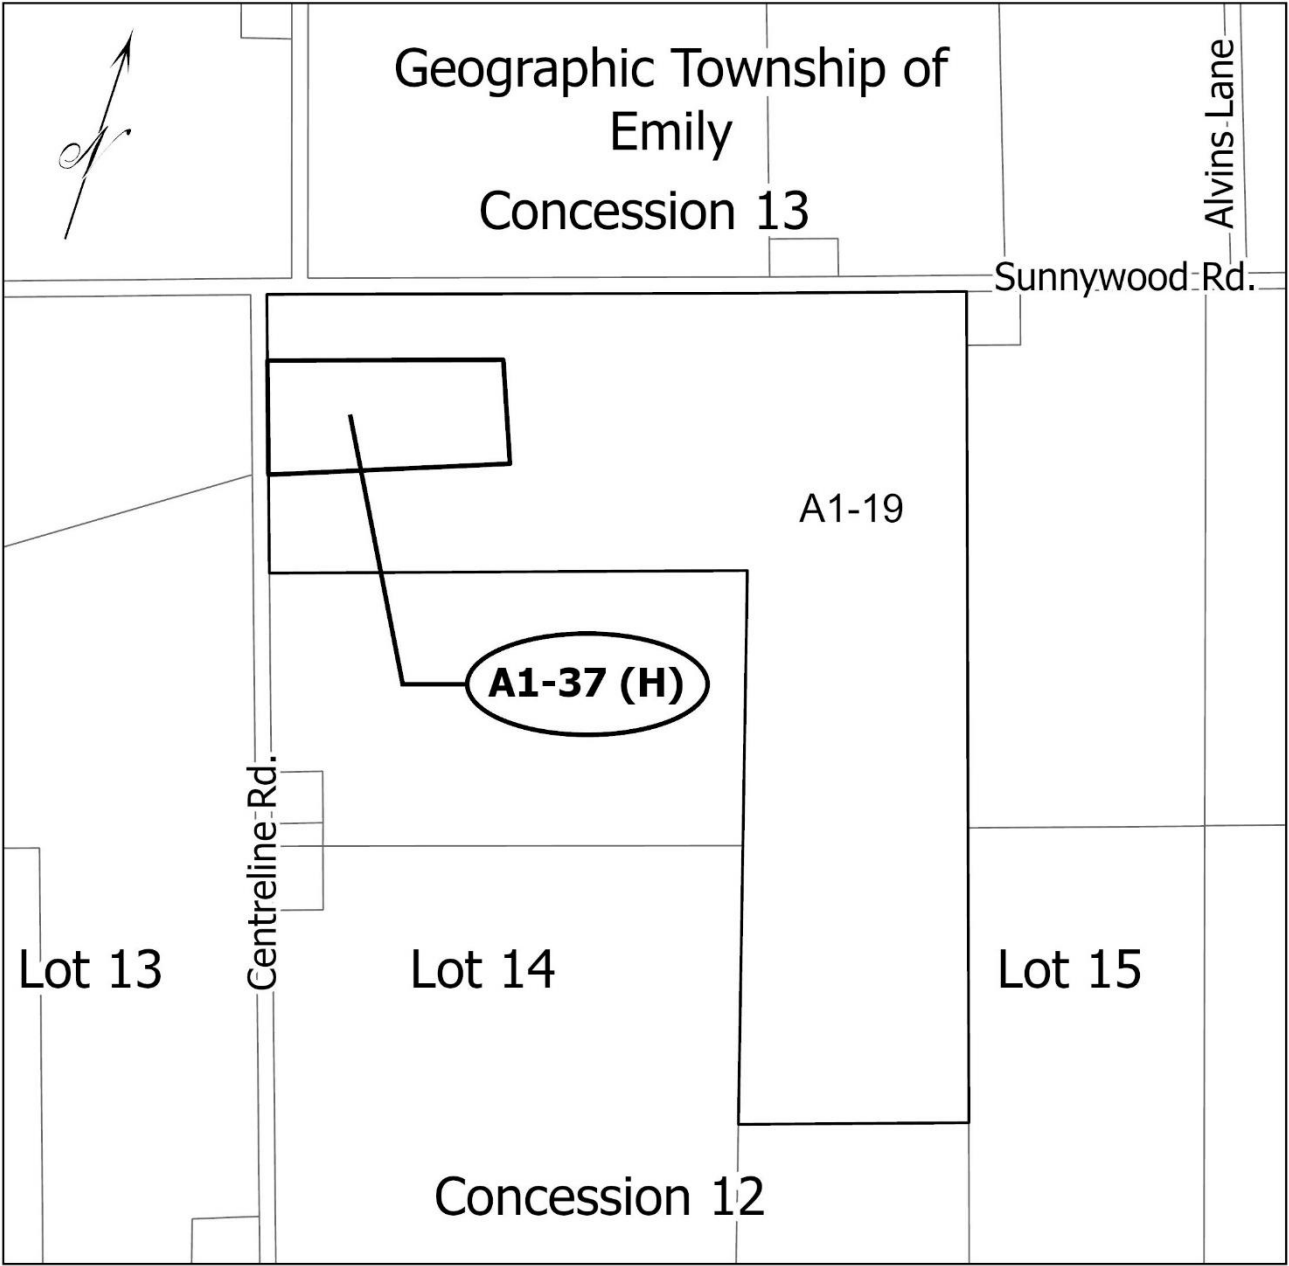 N
Geographic Township of
Emily
Concession 13
Alvins Lane
Sunnywood Rd.
A1-19
A1-37 (H)
Centreline Rd.
Lot 13
Lot 14
Lot 15
Concession 12